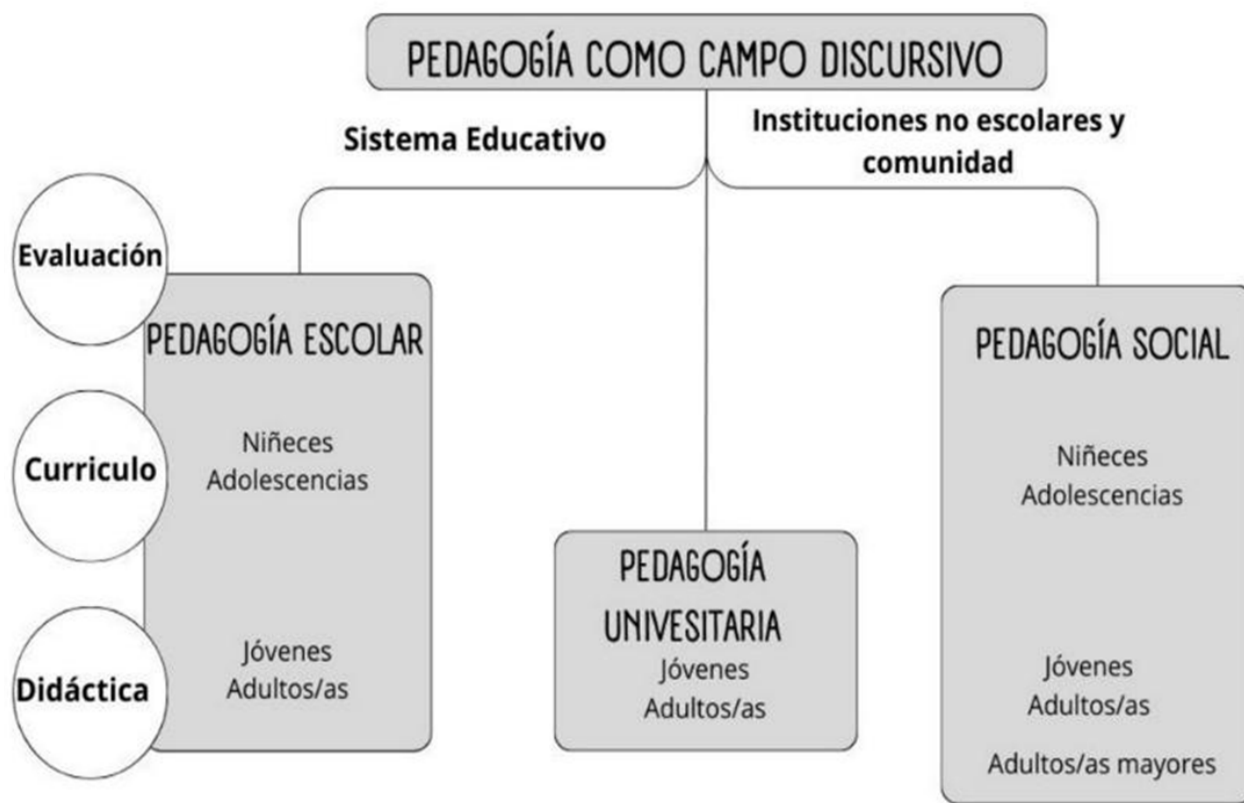 PEDAGOGÍA COMO CAMPO DISCURSIVO
Sistema Educativo
Instituciones no escolares y
comunidad
Evaluación
Curriculo
Didáctica
PEDAGOGÍA ESCOLAR
Niñeces
Adolescencias
Jóvenes
Adultos/as
PEDAGOGÍA
UNIVESITARIA
Jóvenes
Adultos/as
PEDAGOGÍA SOCIAL
Niñeces
Adolescencias
Jóvenes
Adultos/as
Adultos/as mayores